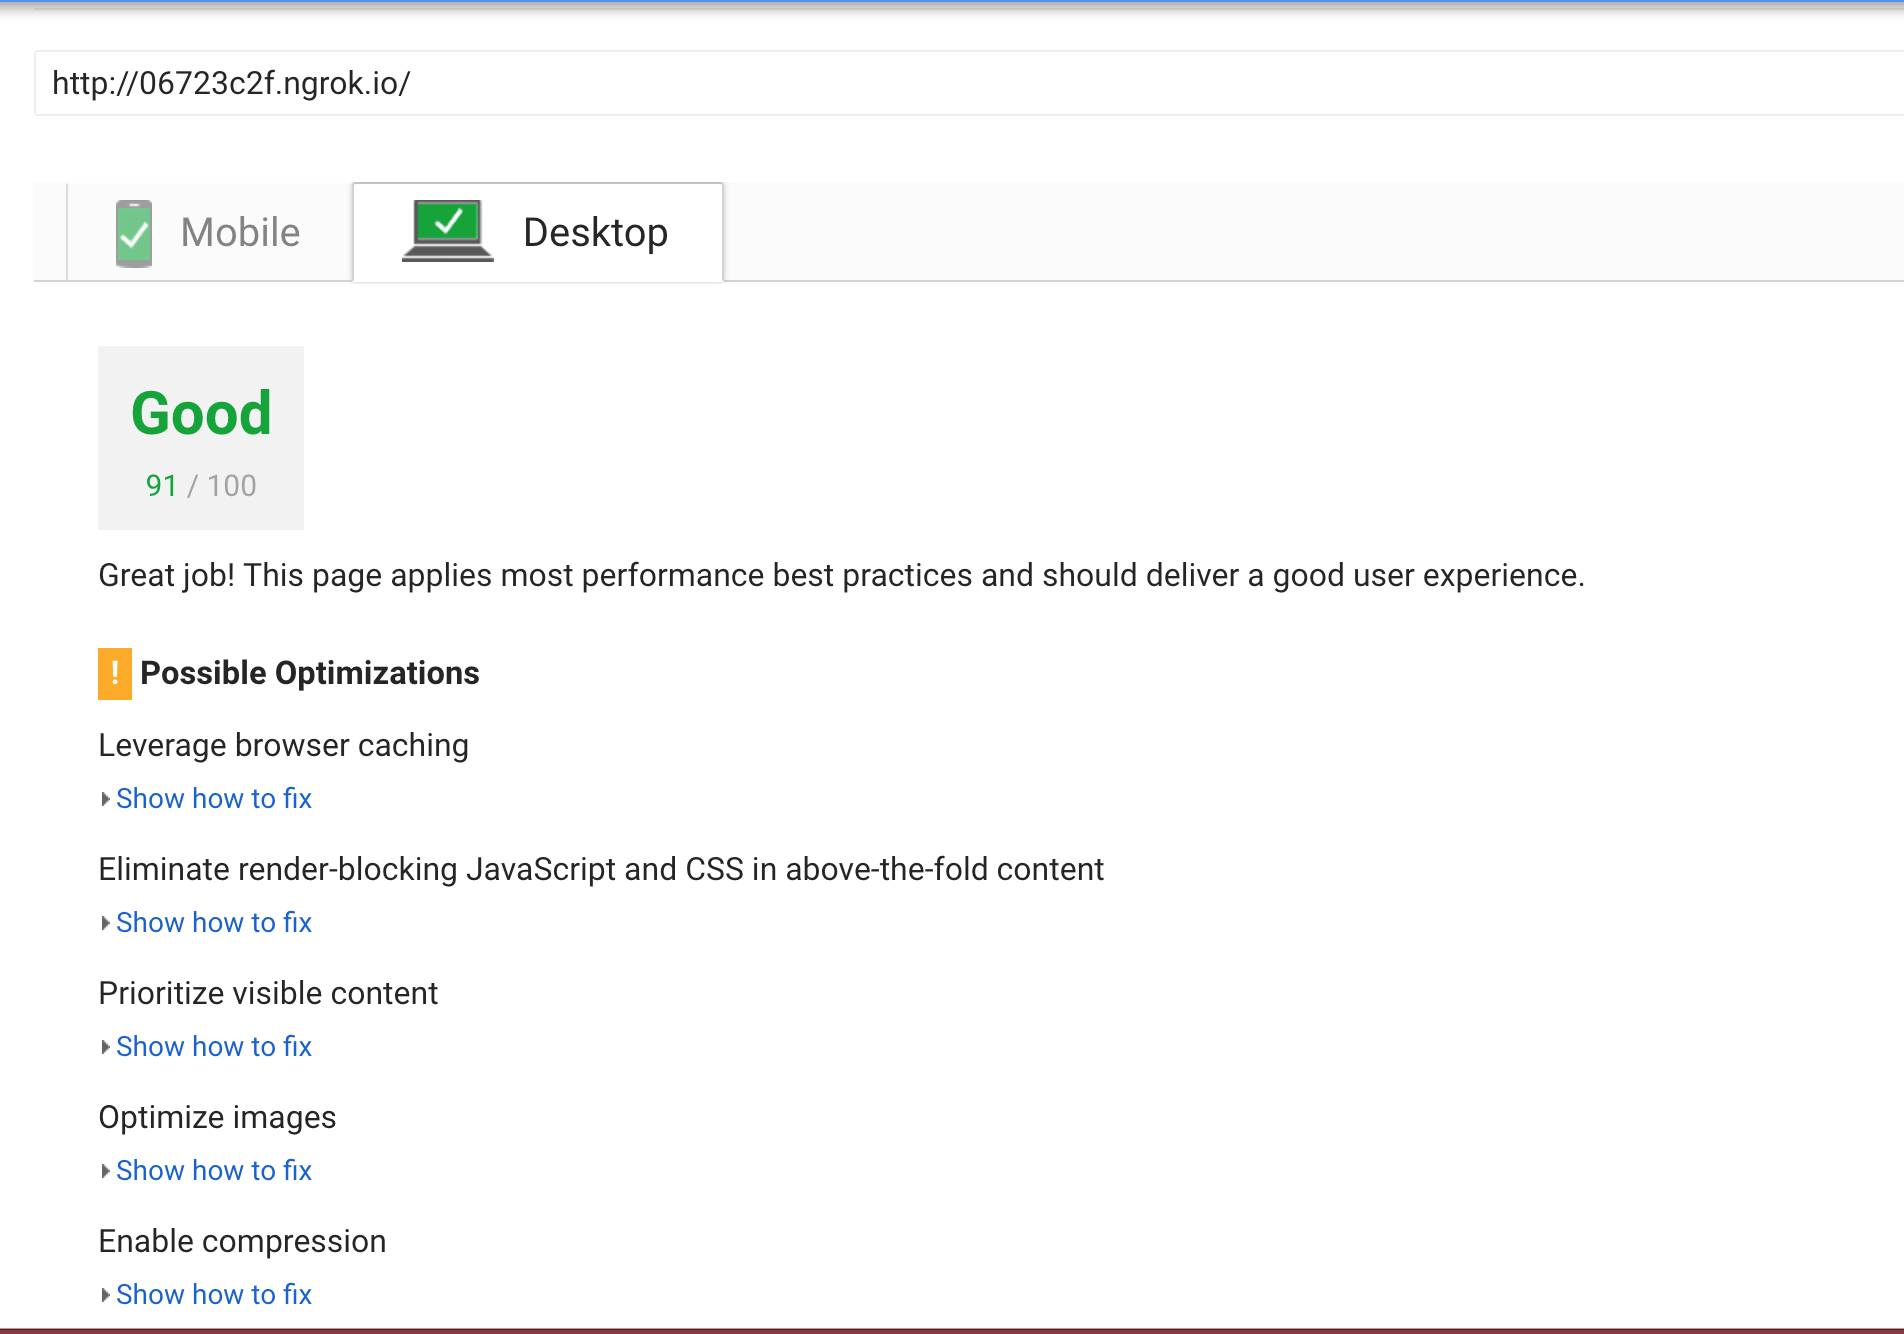 http://06723c2f.ngrok.io/
Mobile
Desktop
Good
91 / 100
Great job! This page applies most performance best practices and should deliver a good user experience.
! Possible Optimizations
Leverage browser caching
Show how to fix
Eliminate render-blocking JavaScript and CSS in above-the-fold content
Show how to fix
Prioritize visible content
Show how to fix
Optimize images
Show how to fix
Enable compression
Show how to fix